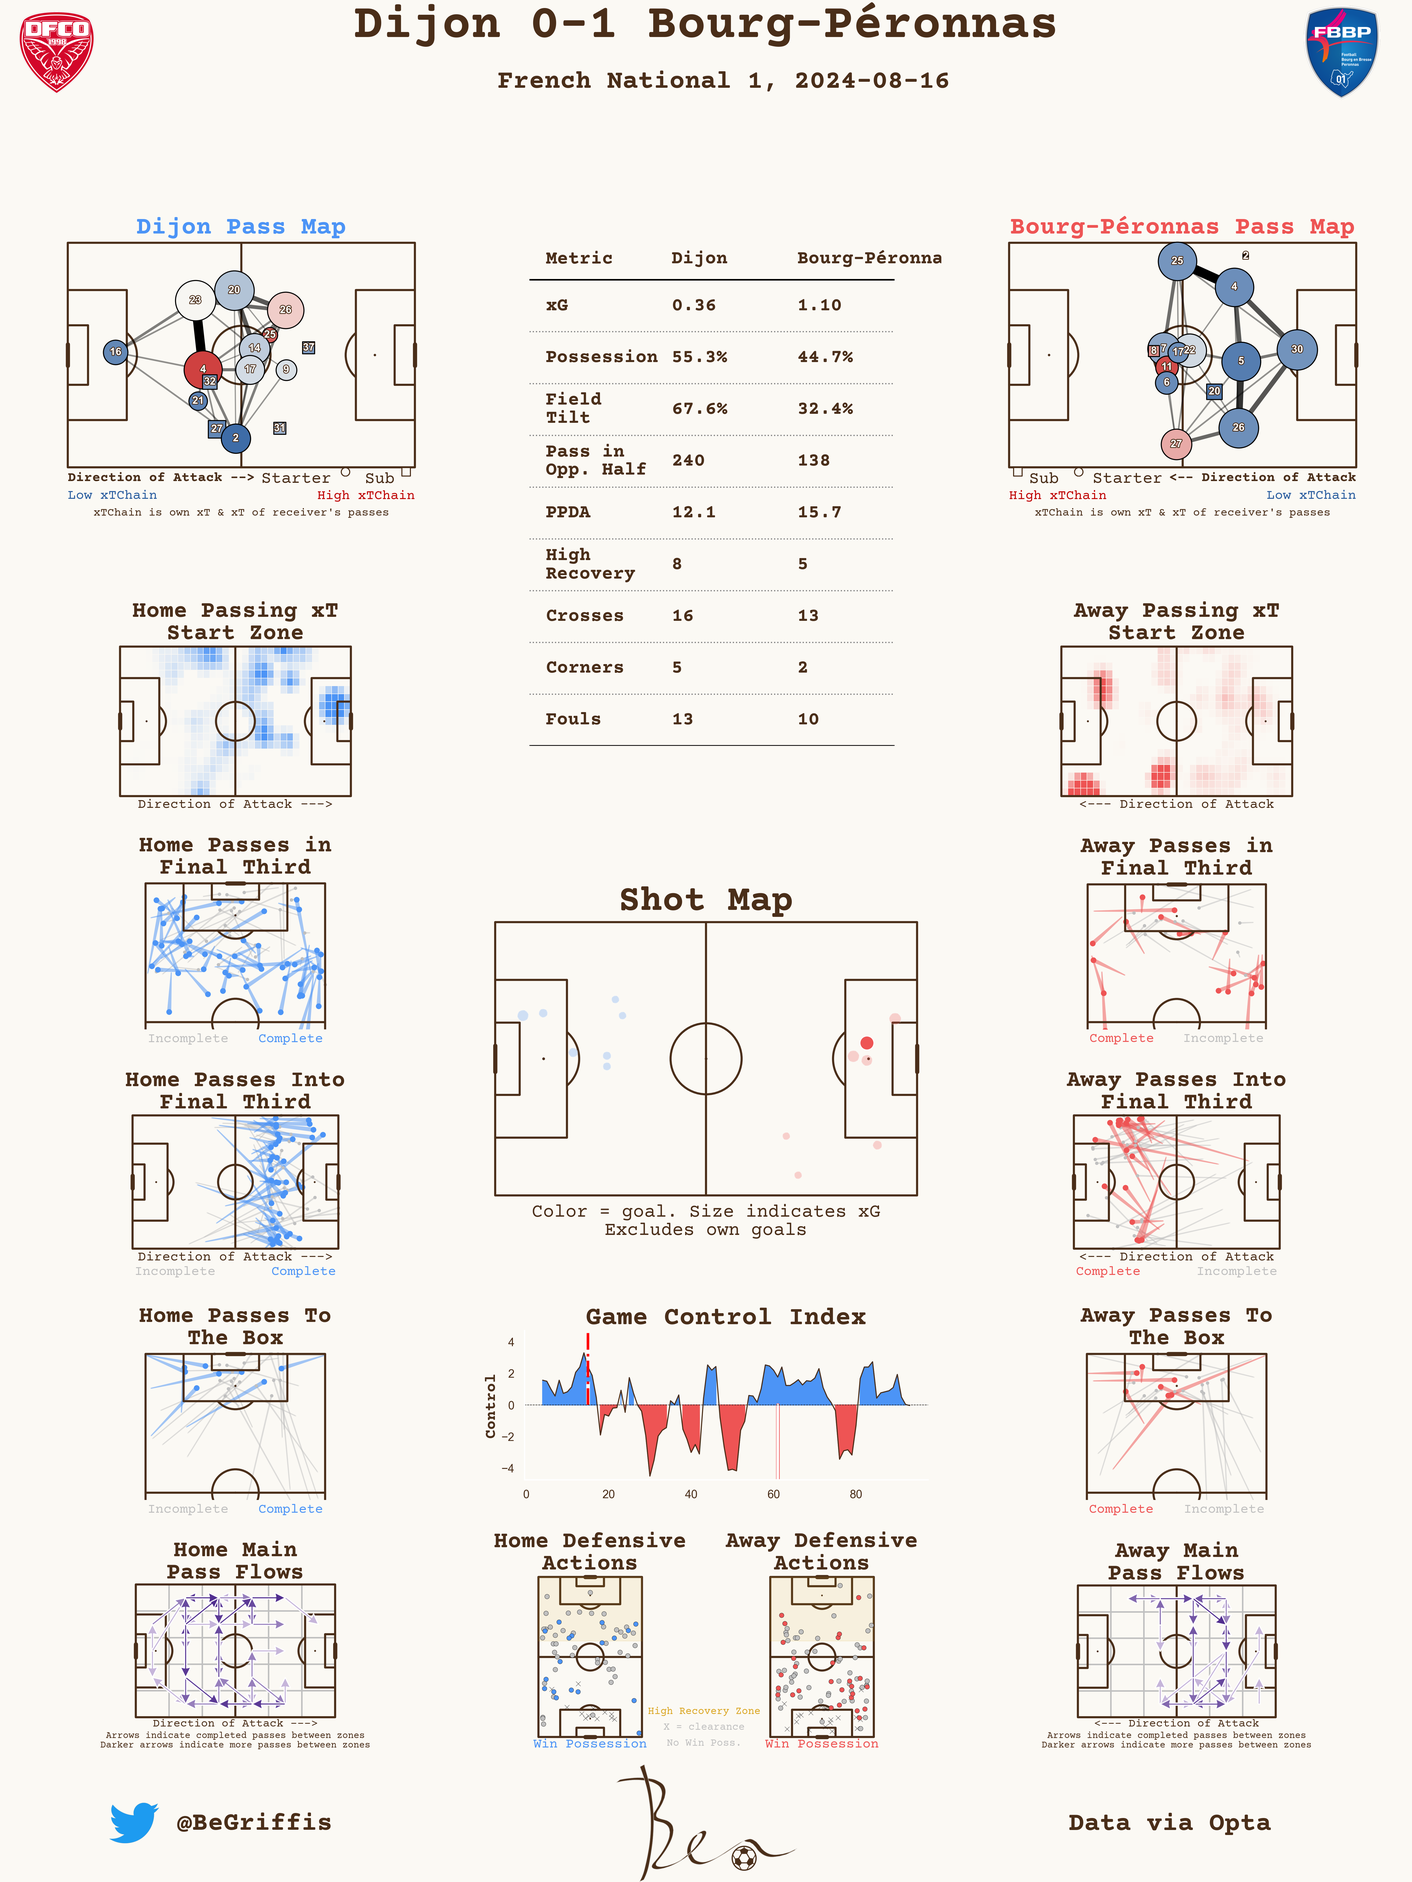 Dijon 0-1 Bourg-Péronnas
French National 1, 2024-08-16
DFCO
1998
FBBP
Football
Bourg en Bresse
Peronnas
01
Dijon Pass Map
23
20
26
25
14
37
16
4
17
9
32
21
27
2
31
Direction of Attack --> Starter Sub
Low xTChain High xTChain
xTChain is own xT & xT of receiver's passes
Metric Dijon Bourg-Péronna
xG 0.36 1.10
Possession 55.3% 44.7%
Field
Tilt 67.6% 32.4%
Pass in
Opp. Half 240 138
PPDA 12.1 15.7
High
Recovery 8 5
Crosses 16 13
Corners 5 2
Fouls 13 10
Bourg-Péronnas Pass Map
25
2
4
8
7
17
22
30
5
11
6
20
26
27
Sub Starter <-- Direction of Attack
High xTChain Low xTChain
xTChain is own xT & xT of receiver's passes
Home Passing xT
Start Zone
Direction of Attack --->
Away Passing xT
Start Zone
<--- Direction of Attack
Home Passes in
Final Third
Incomplete Complete
Away Passes in
Final Third
Complete Incomplete
Shot Map
Color = goal. Size indicates xG
Excludes own goals
Home Passes Into
Final Third
Direction of Attack --->
Incomplete Complete
Away Passes Into
Final Third
<--- Direction of Attack
Complete Incomplete
Home Passes To
The Box
Incomplete Complete
Game Control Index
Control
4
2
0
−2
−4
0 20 40 60 80
Away Passes To
The Box
Complete Incomplete
Home Main
Pass Flows
Direction of Attack --->
Arrows indicate completed passes between zones
Darker arrows indicate more passes between zones
Home Defensive
Actions
Win Possession
High Recovery Zone
X = clearance
No Win Poss.
Away Defensive
Actions
Win Possession
Away Main
Pass Flows
<--- Direction of Attack
Arrows indicate completed passes between zones
Darker arrows indicate more passes between zones
@BeGriffis
Ben
Data via Opta